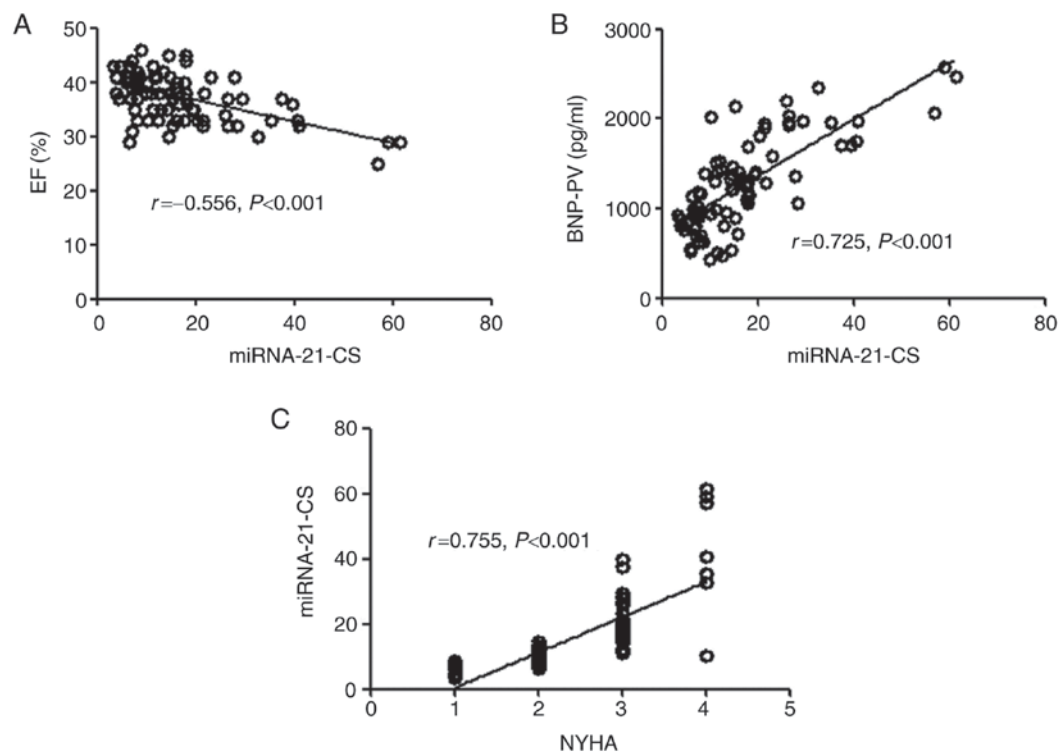 A
50
40
30
20
10
0
EF (%)
r=−0.556, P<0.001
0 20 40 60 80
miRNA-21-CS
B
3000
2000
1000
0
BNP-PV (pg/ml)
r=0.725, P<0.001
0 20 40 60 80
miRNA-21-CS
C
80
60
40
20
0
miRNA-21-CS
r=0.755, P<0.001
0 1 2 3 4 5
NYHA